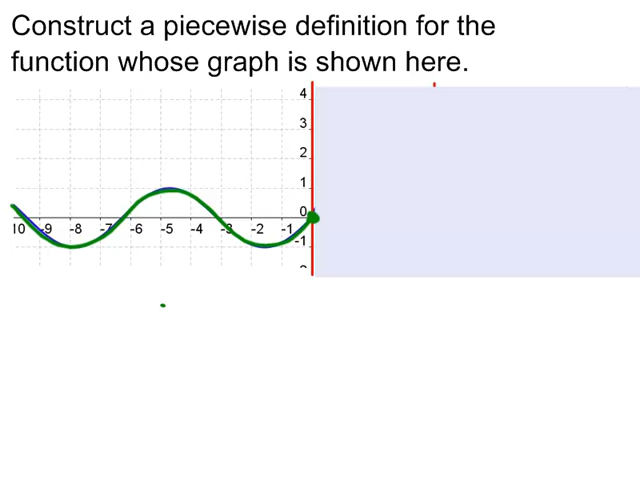 Construct a piecewise definition for the
function whose graph is shown here.
4
3
2
1
0
10 -9 -8 -7 -6 -5 -4 -3 -2 -1
-1